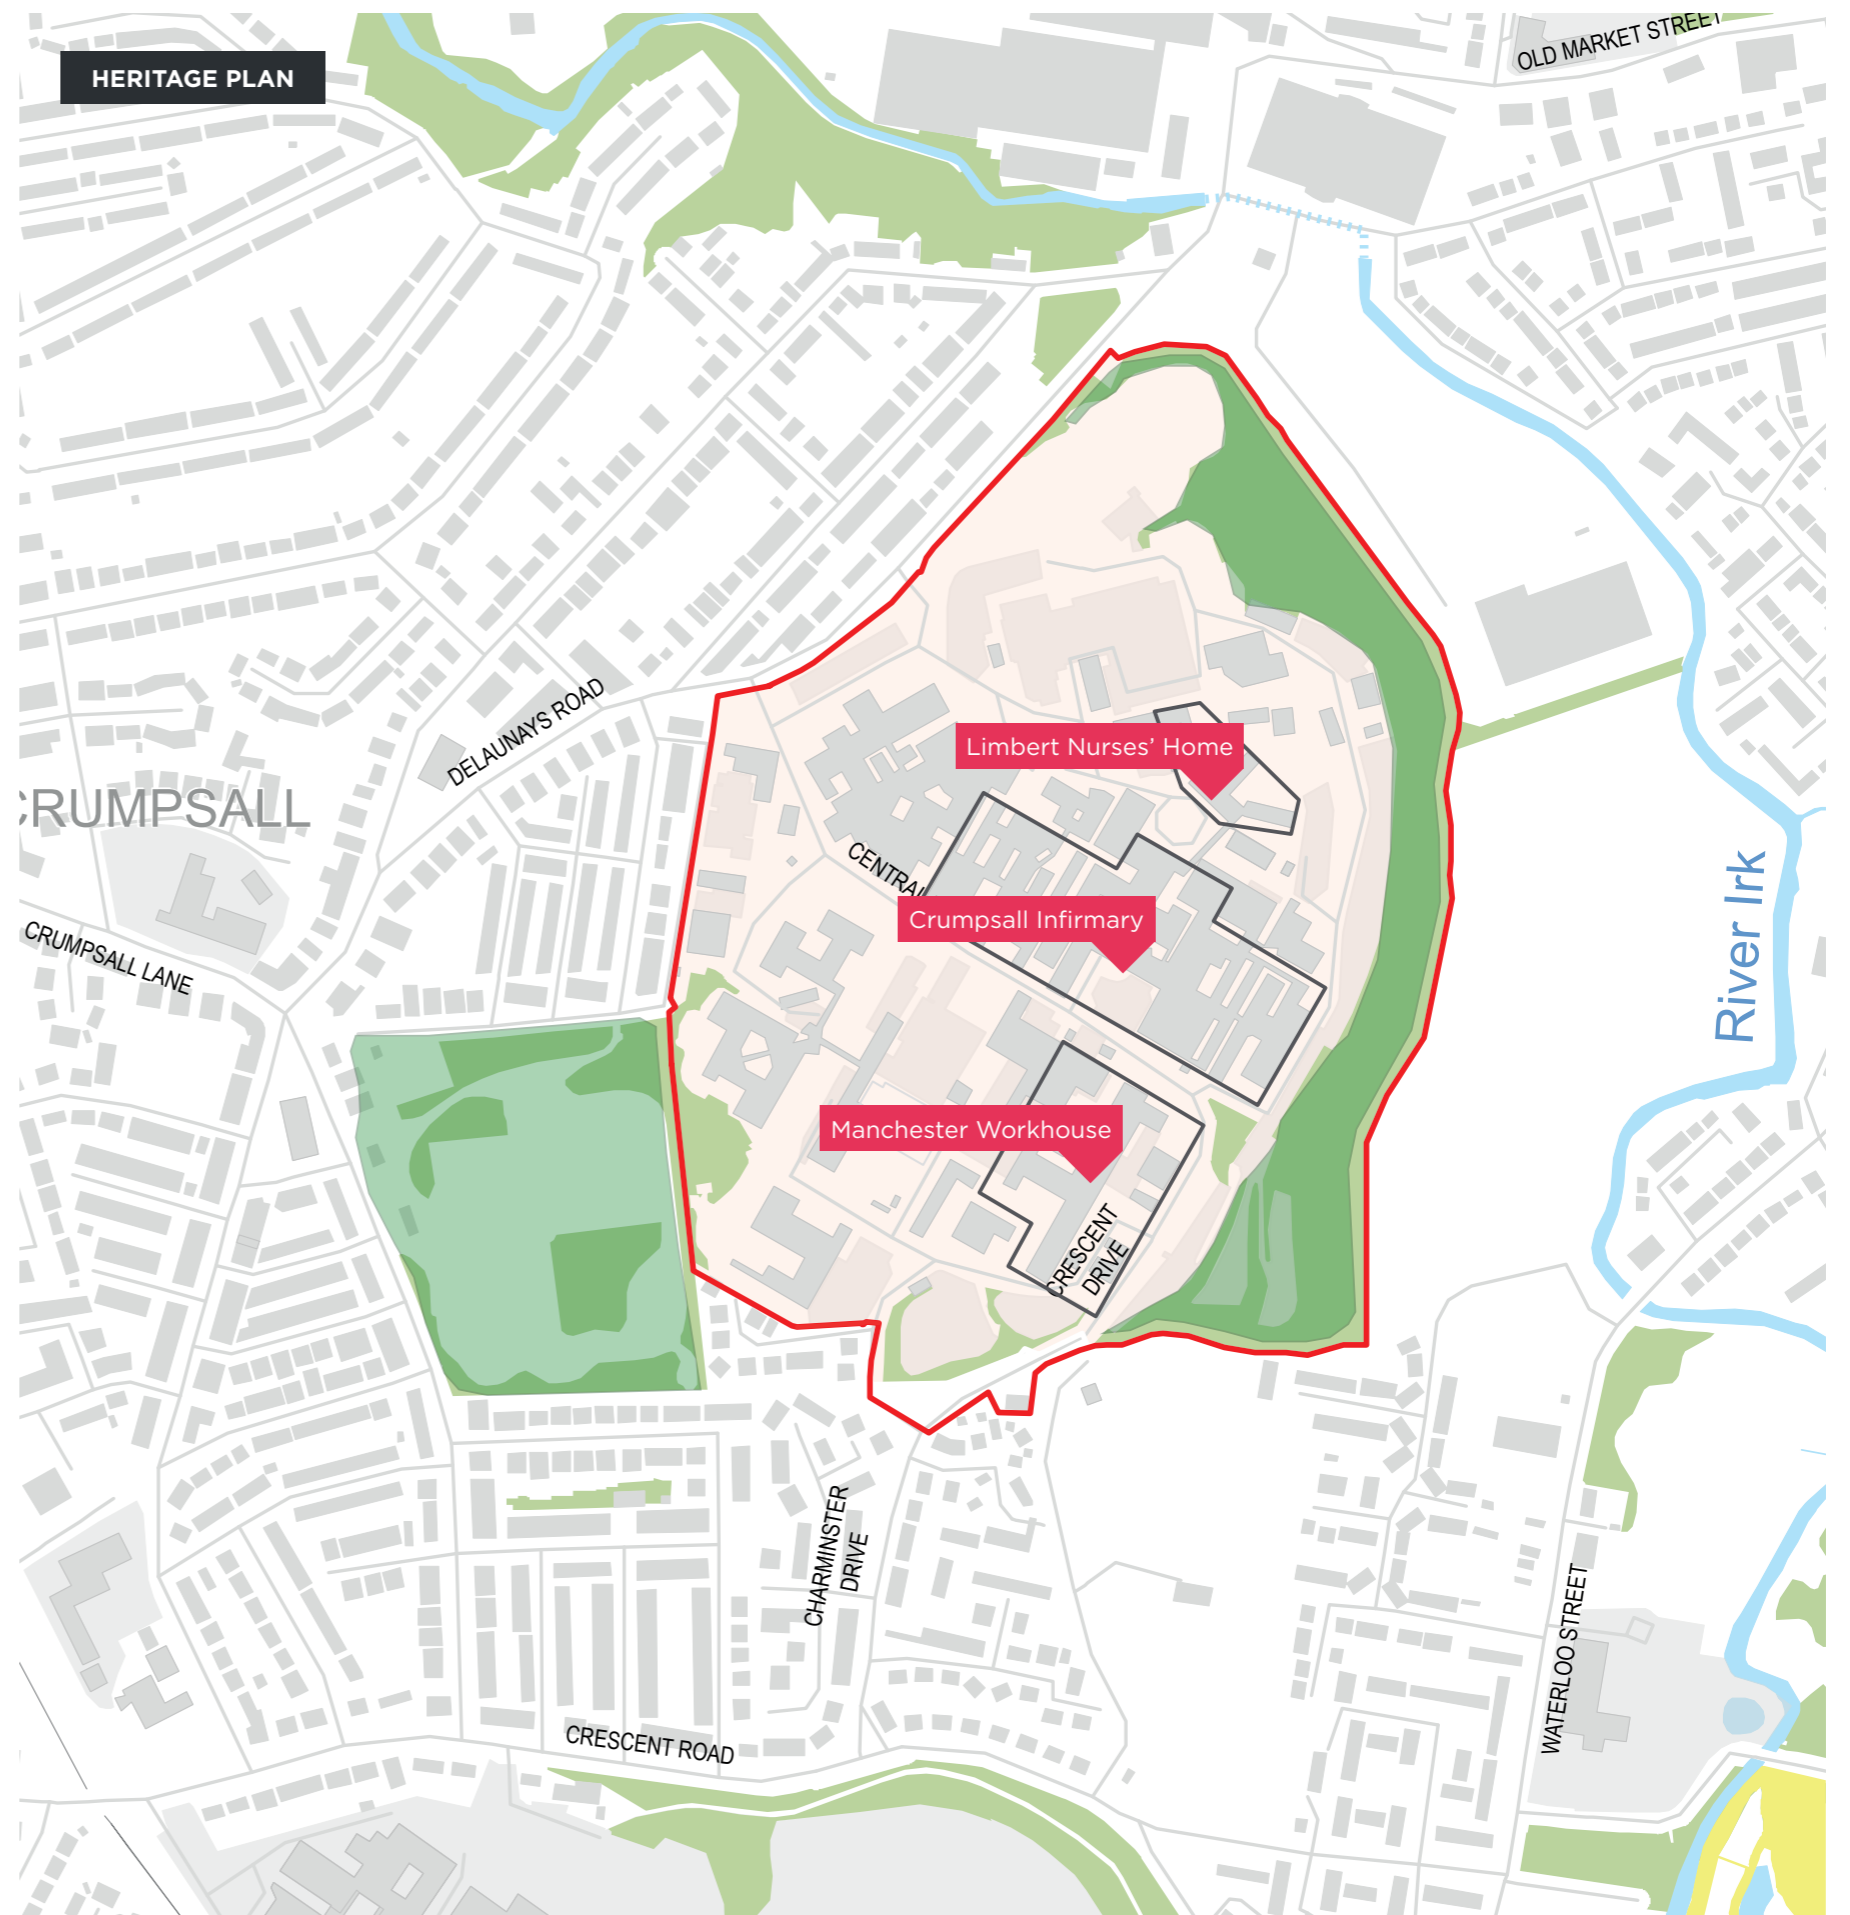 OLD MARKET STREET
HERITAGE PLAN
DELAUNAYS ROAD
Limbert Nurses' Home
CRUMPSALL
CENTRAL
River Irk
Crumpsall Infirmary
CRUMPSALL LANE
Manchester Workhouse
CRESCENT
DRIVE
CHARMINSTER
DRIVE
WATERLOO STREET
CRESCENT ROAD